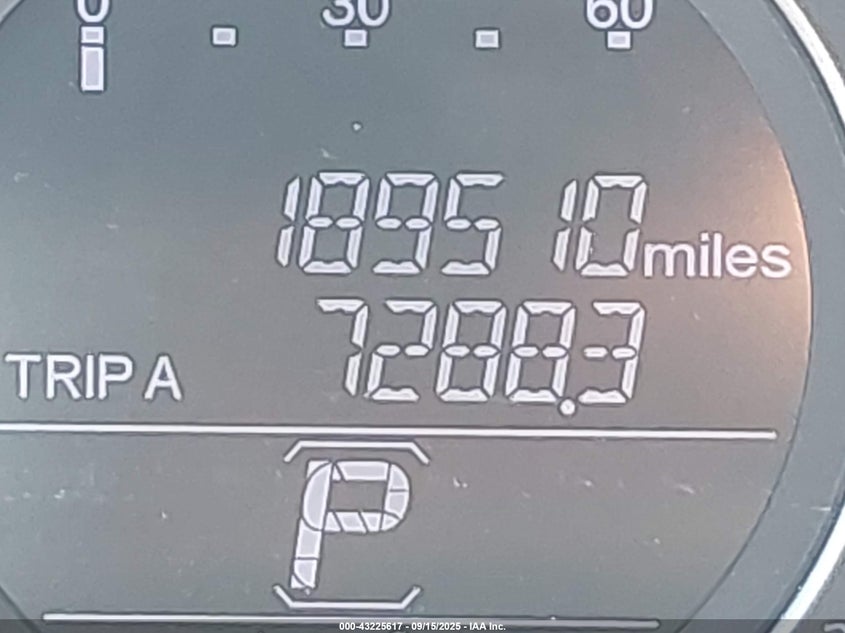 0 30 60
189510 miles
TRIP A 7288.3
P
000-43225617 - 09/15/2025 - IAA Inc.